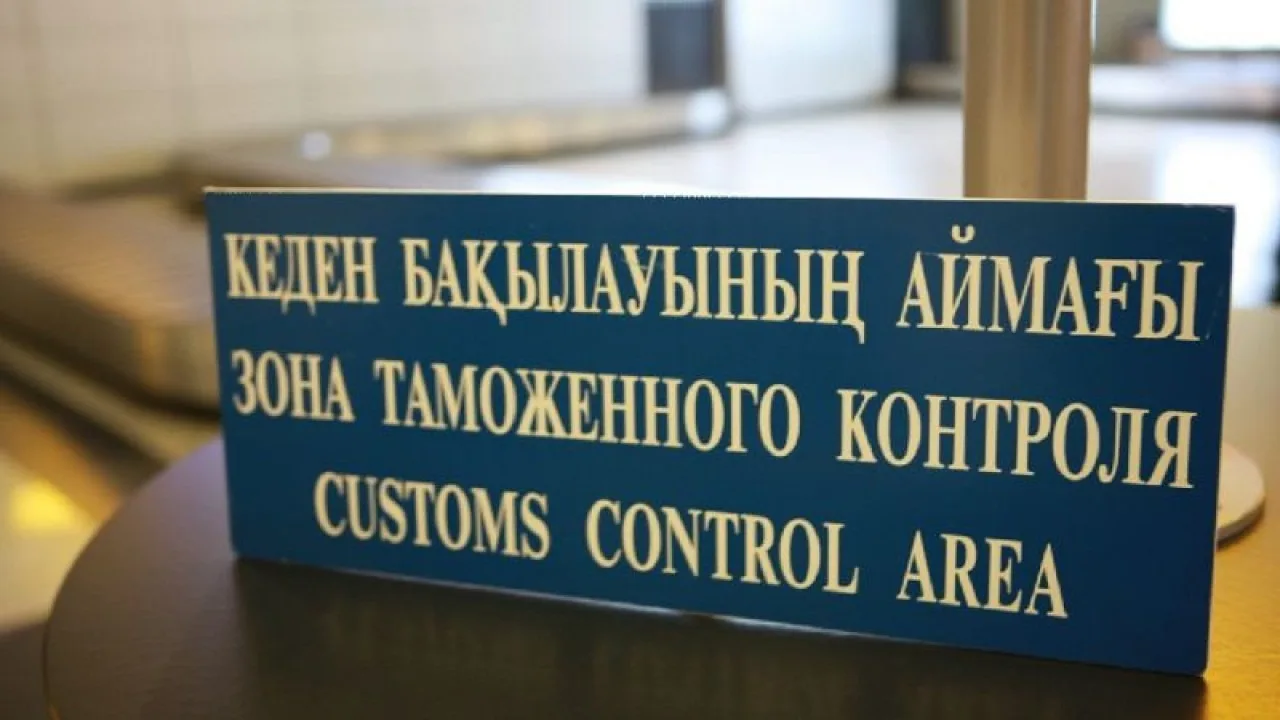 КЕДЕН БАҚЫЛАУЫНЫҢ АЙМАҒЫ
ЗОНА ТАМОЖЕННОГО КОНТРОЛЯ
CUSTOMS CONTROL AREA